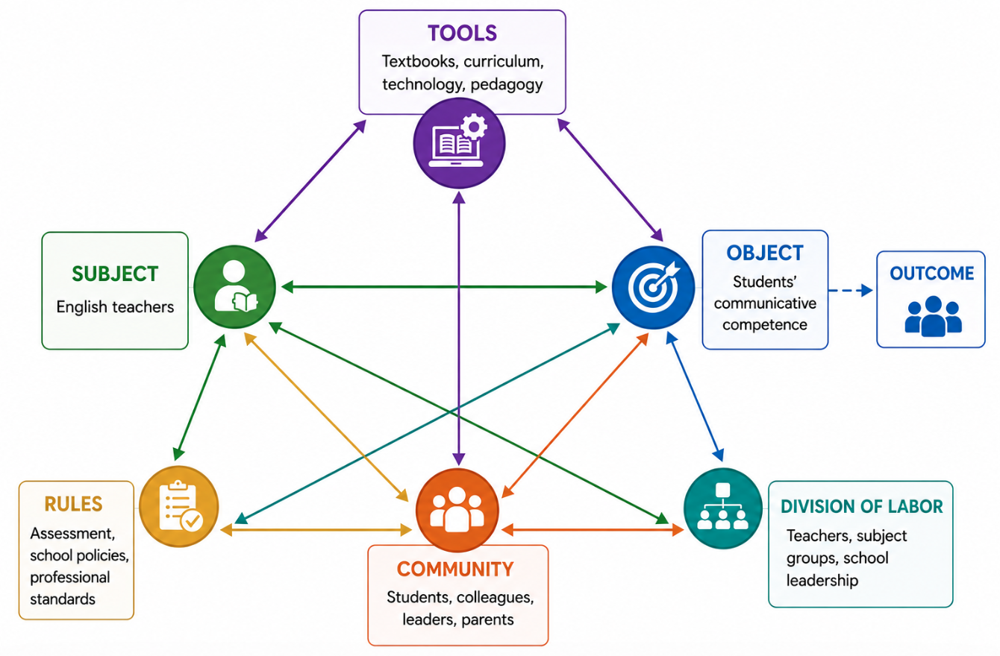 TOOLS
Textbooks, curriculum,
technology, pedagogy
SUBJECT
English teachers
OBJECT
Students’
communicative
competence
OUTCOME
RULES
Assessment,
school policies,
professional
standards
COMMUNITY
Students, colleagues,
leaders, parents
DIVISION OF LABOR
Teachers, subject
groups, school
leadership